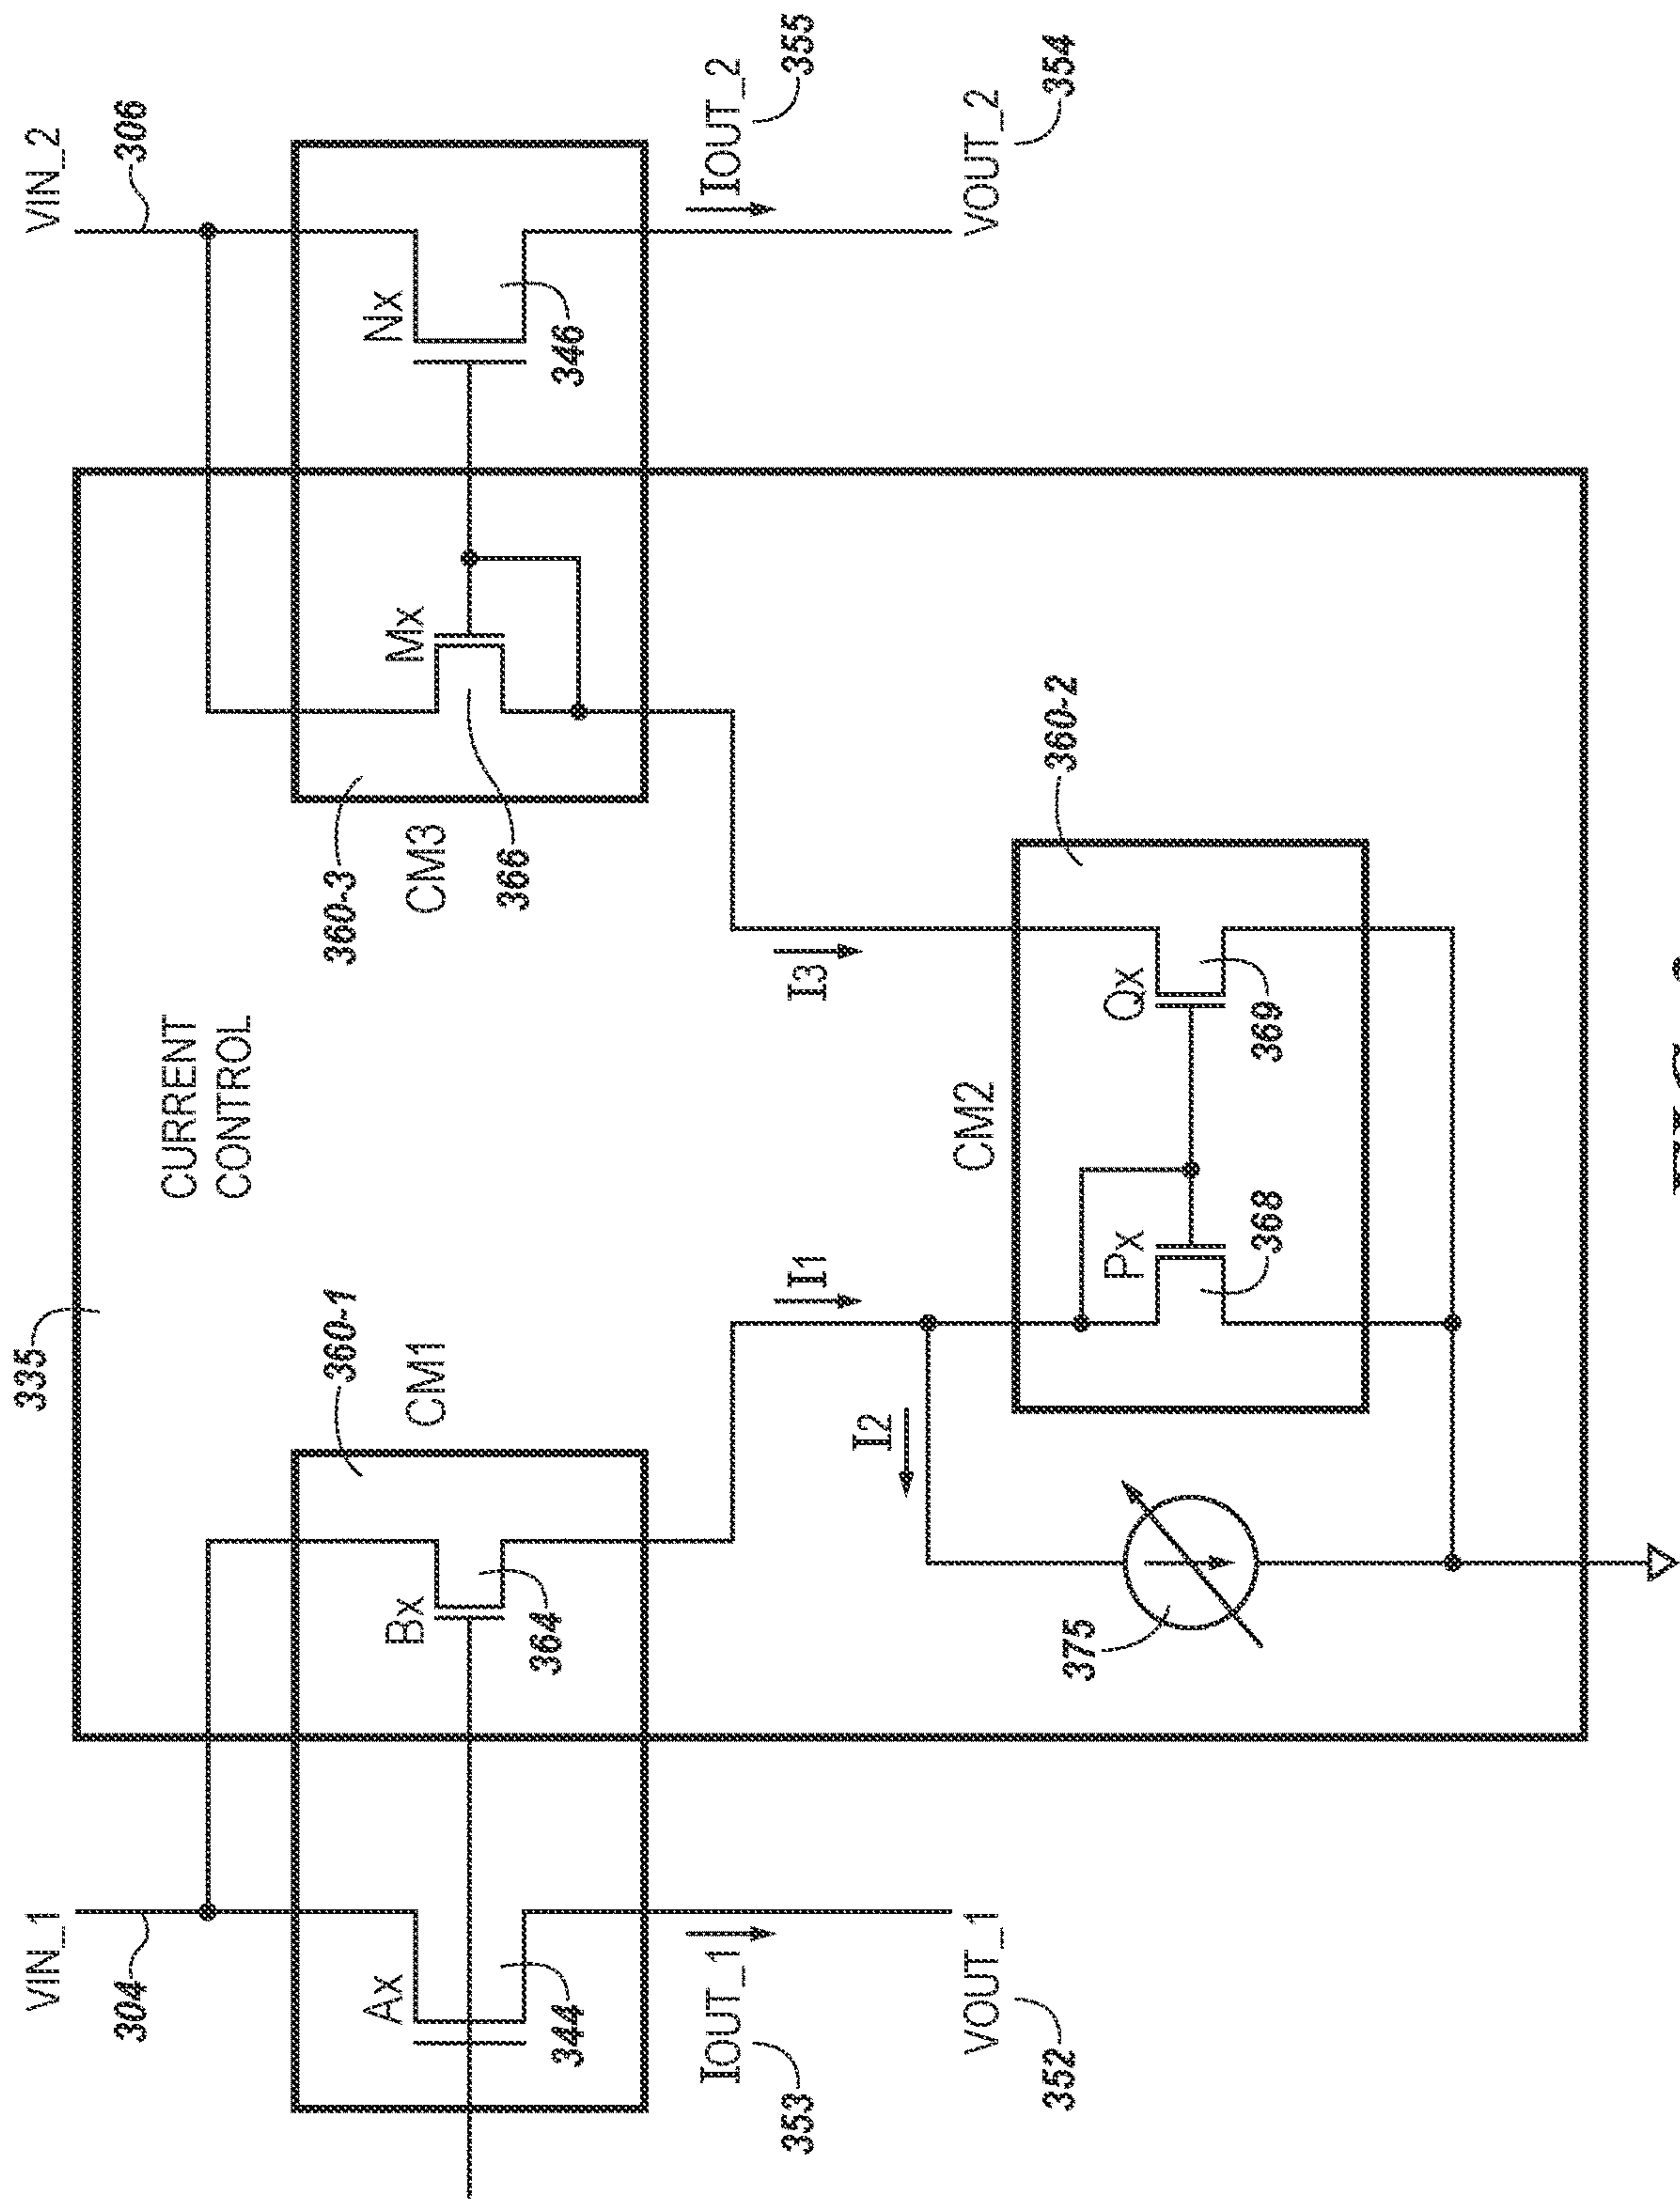 VIN_1
304
335
VIN_2
306
CURRENT
CONTROL
Ax
344
Bx
364
360-1
CM1
360-3
CM3
Mx
366
Nx
346
IOUT_1
353
VOUT_1
352
IOUT_2
355
VOUT_2
354
I1
I2
I3
375
CM2
360-2
Px
368
Qx
369